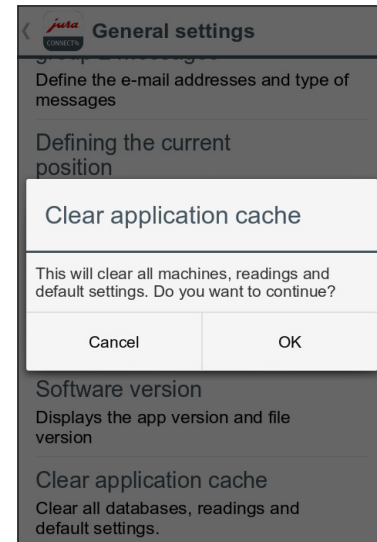 jura
CONNECT
General settings
Define the e-mail addresses and type of
messages
Defining the current
position
Clear application cache
This will clear all machines, readings and
default settings. Do you want to continue?
Cancel
OK
Software version
Displays the app version and file
version
Clear application cache
Clear all databases, readings and
default settings.